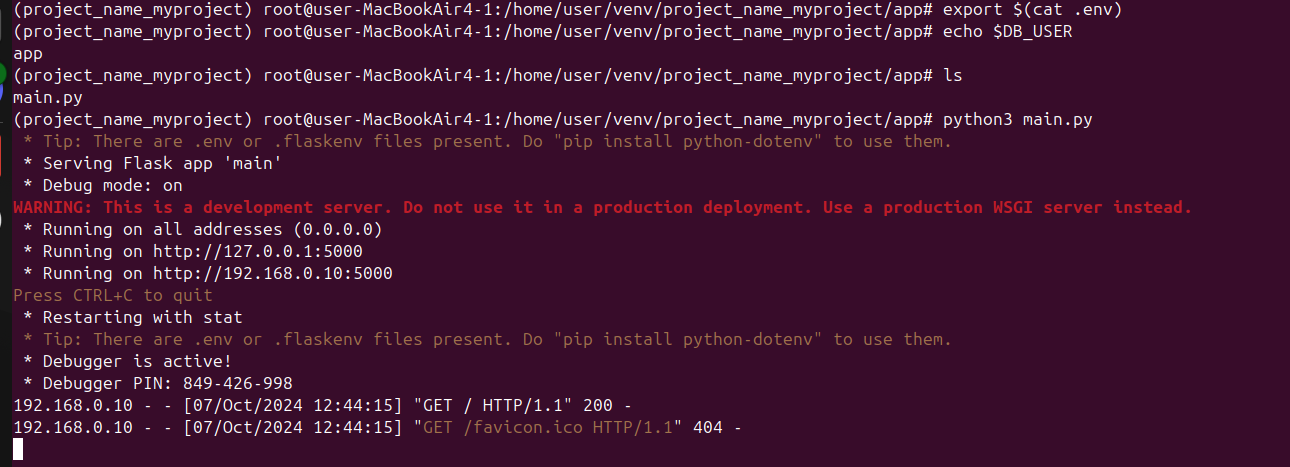 (project_name_myproject) root@user-MacBookAir4-1:/home/user/venv/project_name_myproject/app# export $(cat .env)
(project_name_myproject) root@user-MacBookAir4-1:/home/user/venv/project_name_myproject/app# echo $DB_USER
app
(project_name_myproject) root@user-MacBookAir4-1:/home/user/venv/project_name_myproject/app# ls
main.py
(project_name_myproject) root@user-MacBookAir4-1:/home/user/venv/project_name_myproject/app# python3 main.py
 * Tip: There are .env or .flaskenv files present. Do "pip install python-dotenv" to use them.
 * Serving Flask app 'main'
 * Debug mode: on
WARNING: This is a development server. Do not use it in a production deployment. Use a production WSGI server instead.
 * Running on all addresses (0.0.0.0)
 * Running on http://127.0.0.1:5000
 * Running on http://192.168.0.10:5000
Press CTRL+C to quit
 * Restarting with stat
 * Tip: There are .env or .flaskenv files present. Do "pip install python-dotenv" to use them.
 * Debugger is active!
 * Debugger PIN: 849-426-998
192.168.0.10 - - [07/Oct/2024 12:44:15] "GET / HTTP/1.1" 200 -
192.168.0.10 - - [07/Oct/2024 12:44:15] "GET /favicon.ico HTTP/1.1" 404 -